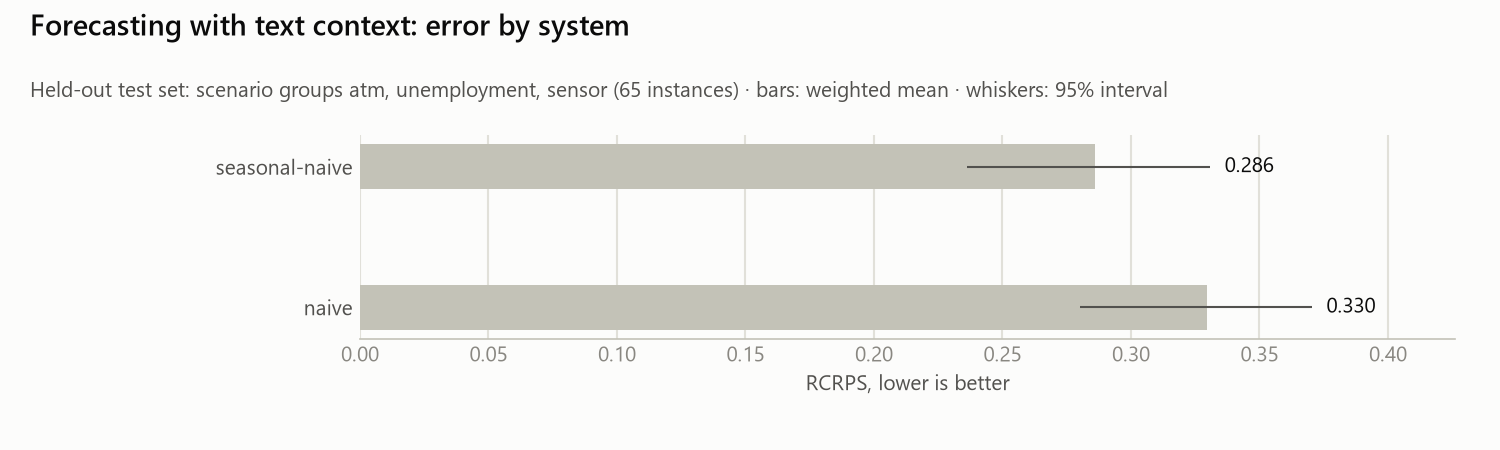 Forecasting with text context: error by system
Held-out test set: scenario groups atm, unemployment, sensor (65 instances) · bars: weighted mean · whiskers: 95% interval
seasonal-naive
0.286
naive
0.330
0.00 0.05 0.10 0.15 0.20 0.25 0.30 0.35 0.40
RCRPS, lower is better